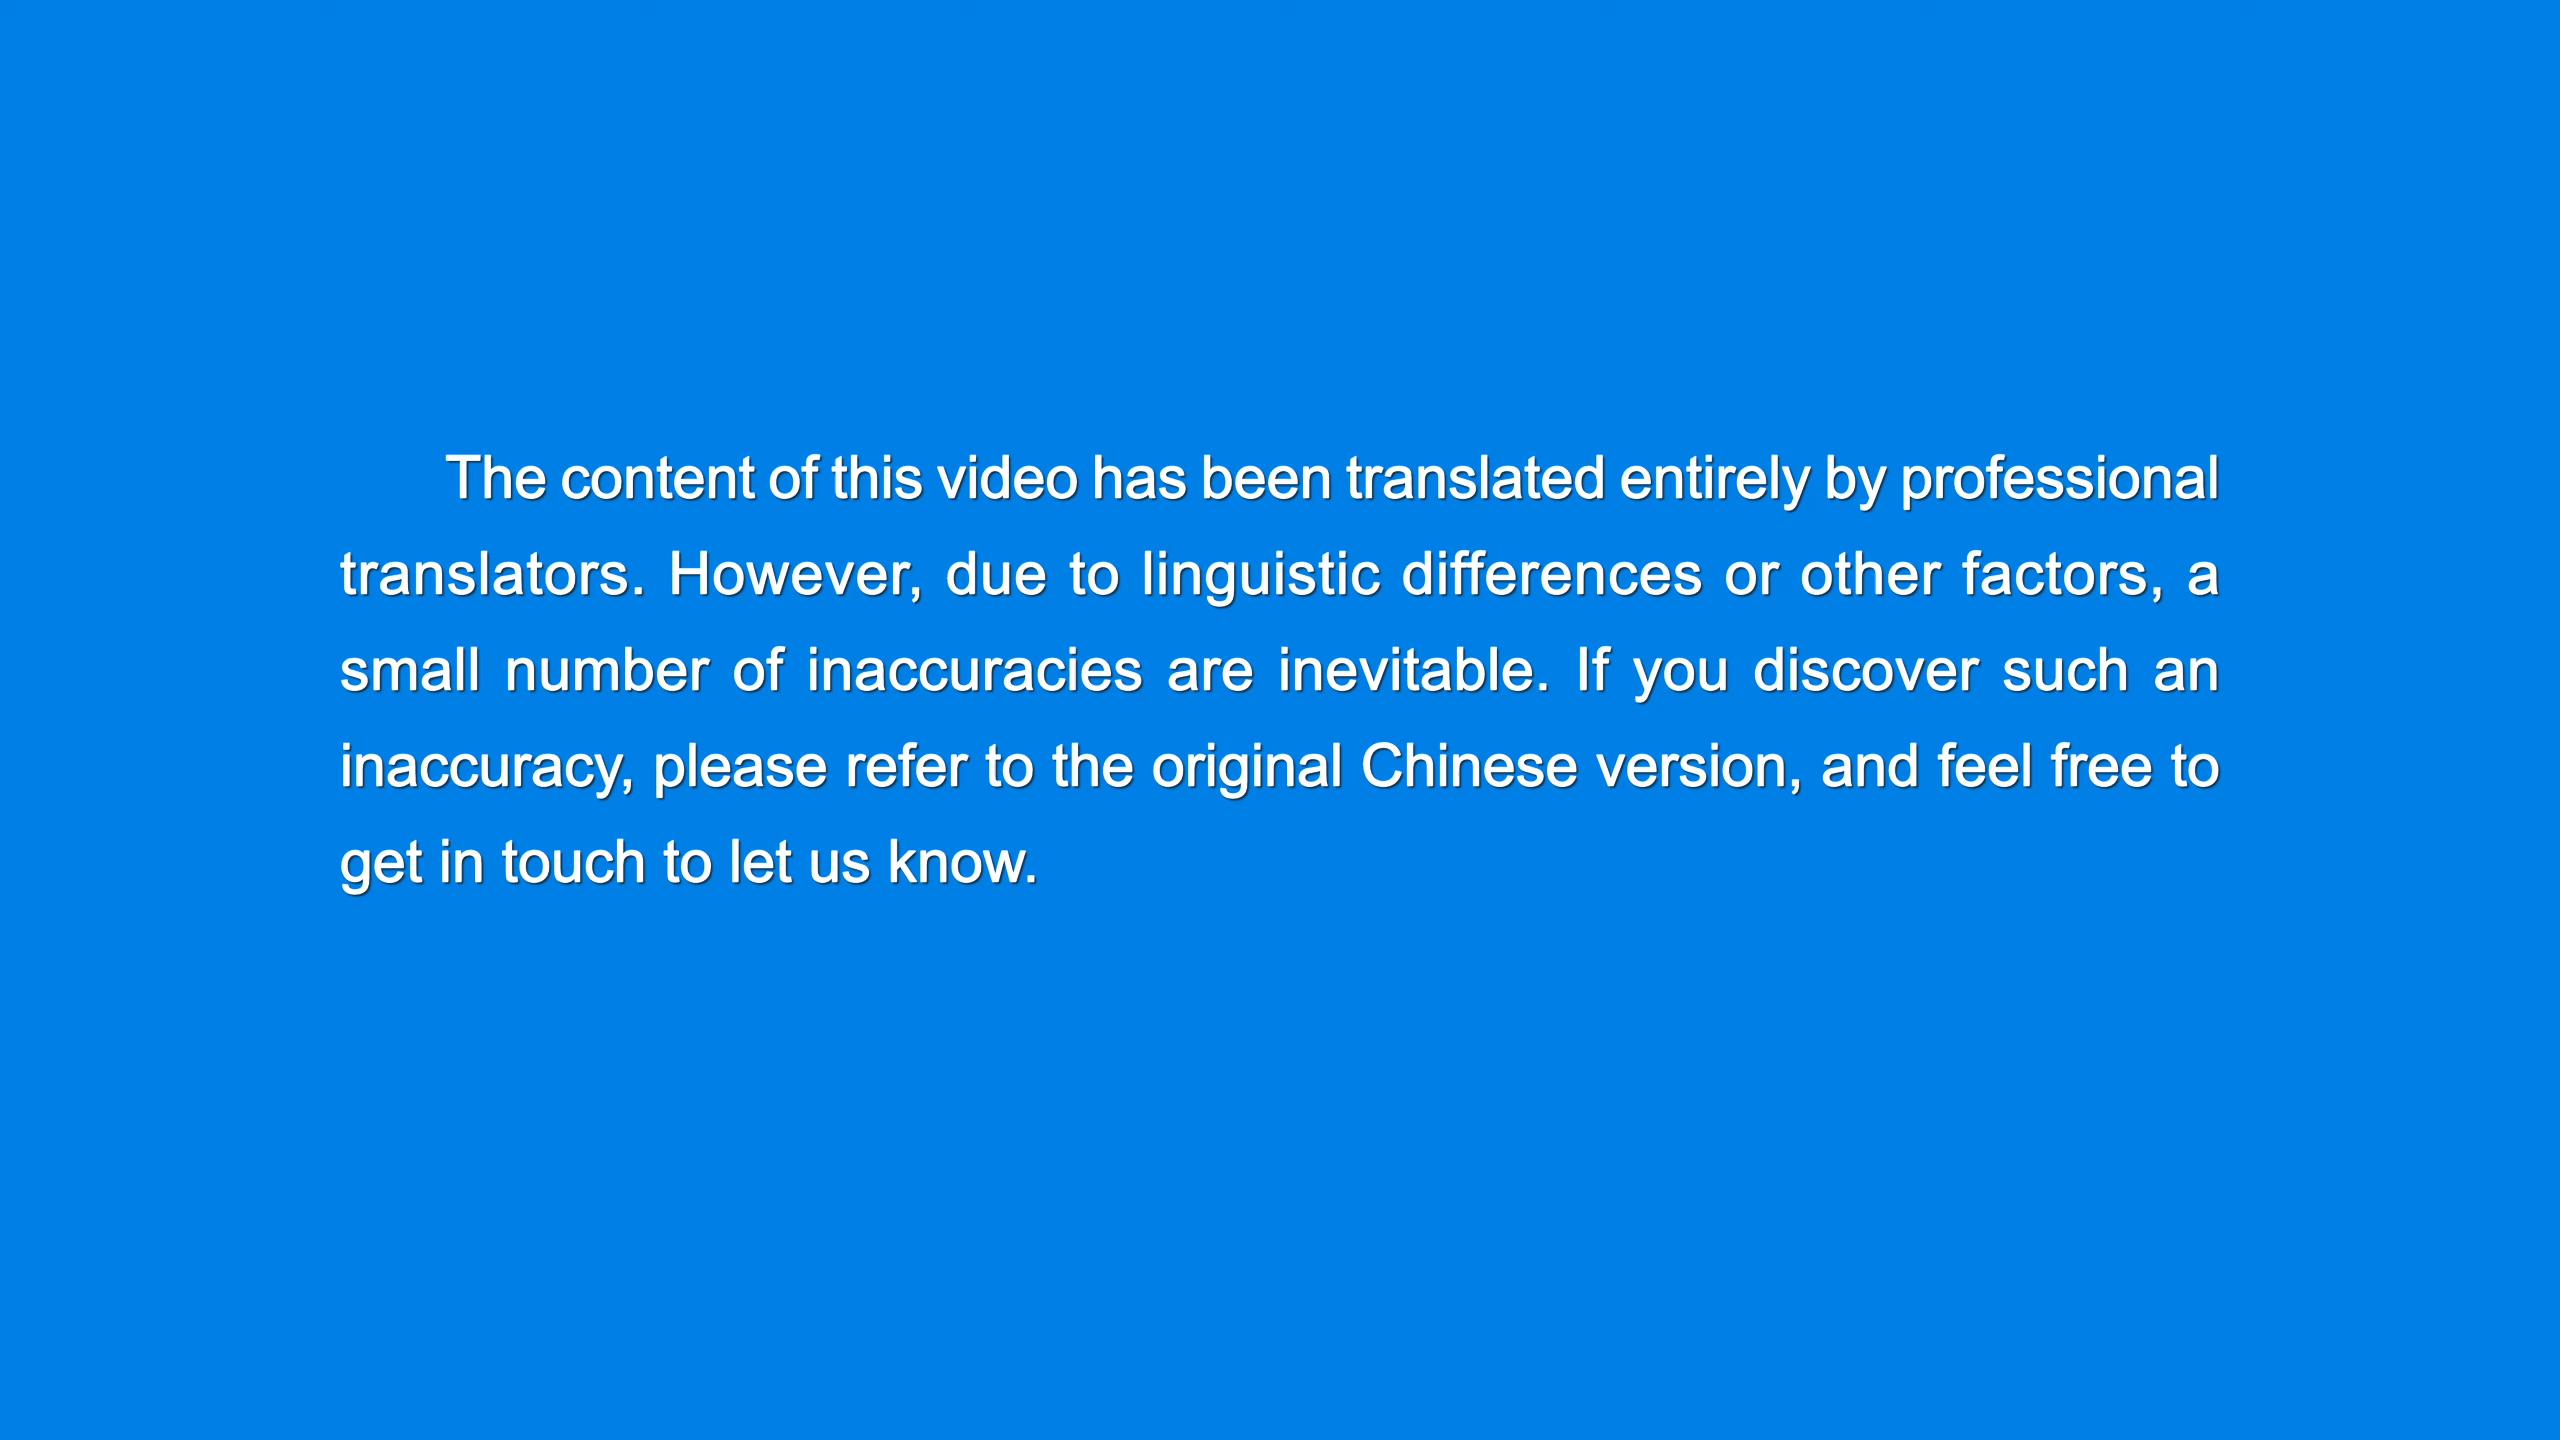 The content of this video has been translated entirely by professional
translators. However, due to linguistic differences or other factors, a
small number of inaccuracies are inevitable. If you discover such an
inaccuracy, please refer to the original Chinese version, and feel free to
get in touch to let us know.